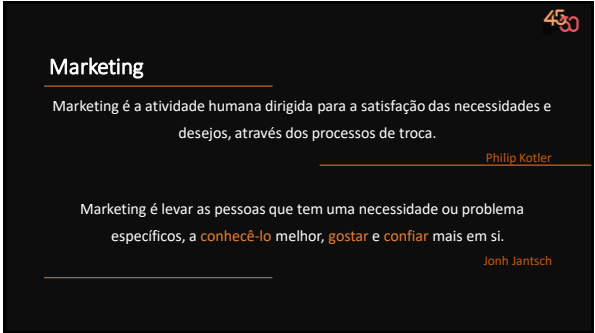 4550
Marketing
Marketing é a atividade humana dirigida para a satisfação das necessidades e
desejos, através dos processos de troca.
Philip Kotler
Marketing é levar as pessoas que tem uma necessidade ou problema
específicos, a conhecê-lo melhor, gostar e confiar mais em si.
Jonh Jantsch